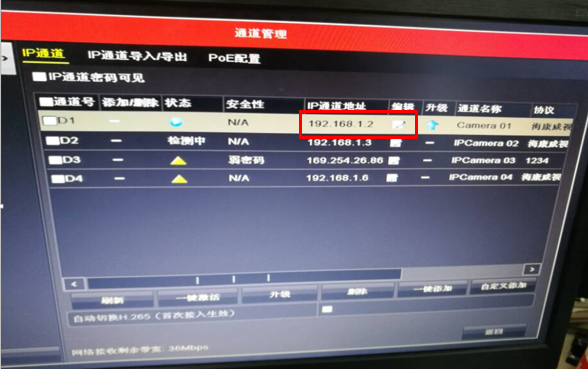 通道管理
IP通道 IP通道导入/导出 PoE配置
IP通道密码可见
通道号 添加/删除 状态 安全性 IP通道地址 编辑 升级 通道名称 协议
D1 — N/A 192.168.1.2 Camera 01 海康威视
D2 — 检测中 N/A 192.168.1.3 — IPCamera 02 海康威视
D3 — 弱密码 169.254.26.86 — IPCamera 03 1234
D4 — N/A 192.168.1.6 — IPCamera 04 海康威视
刷新 一键激活 升级 删除 一键添加 自定义添加
自动切换H.265（首次接入生效）
返回
网络接收剩余带宽: 36Mbps